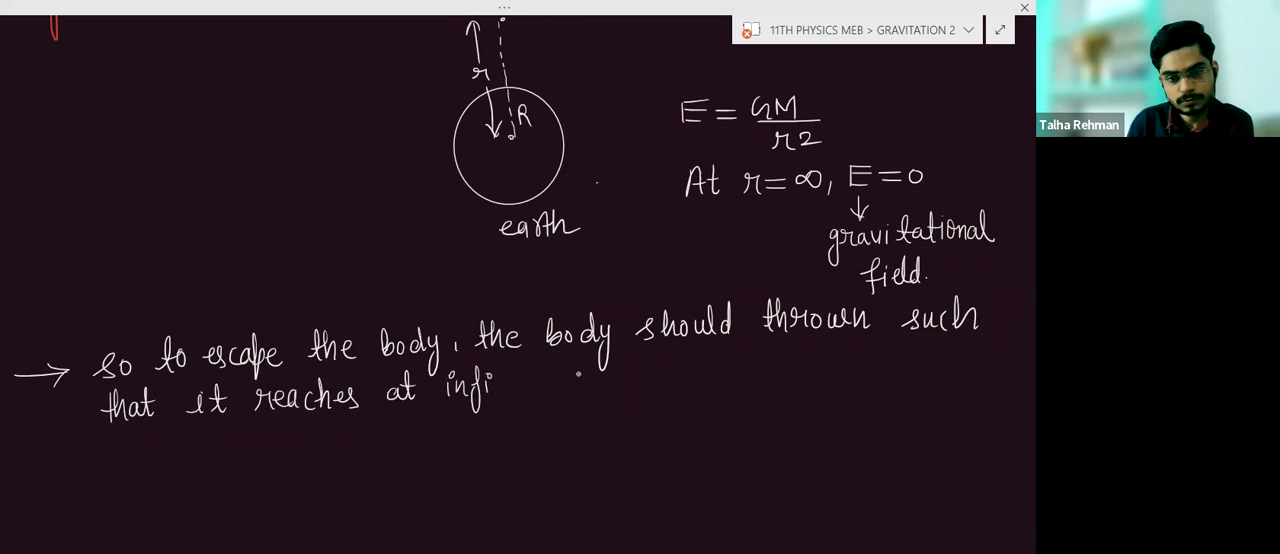 11TH PHYSICS MEB > GRAVITATION 2
Talha Rehman
r
R
earth
E = GM
r2
At r = ∞, E = 0
gravitational
field.
→ so to escape the body, the body should thrown such
that it reaches at infi